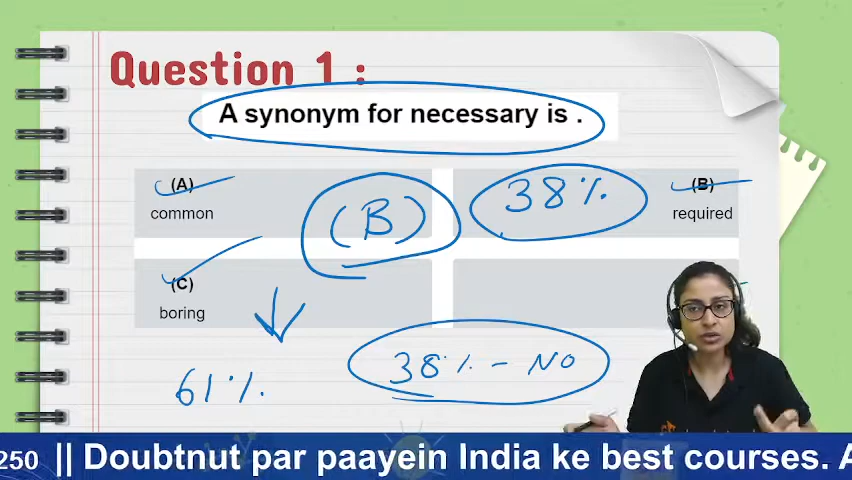 Question 1 :
A synonym for necessary is .
(A)
common
(B)
38%
(B)
required
(C)
boring
61%.
38% - NO
250 || Doubtnut par paayein India ke best courses. A